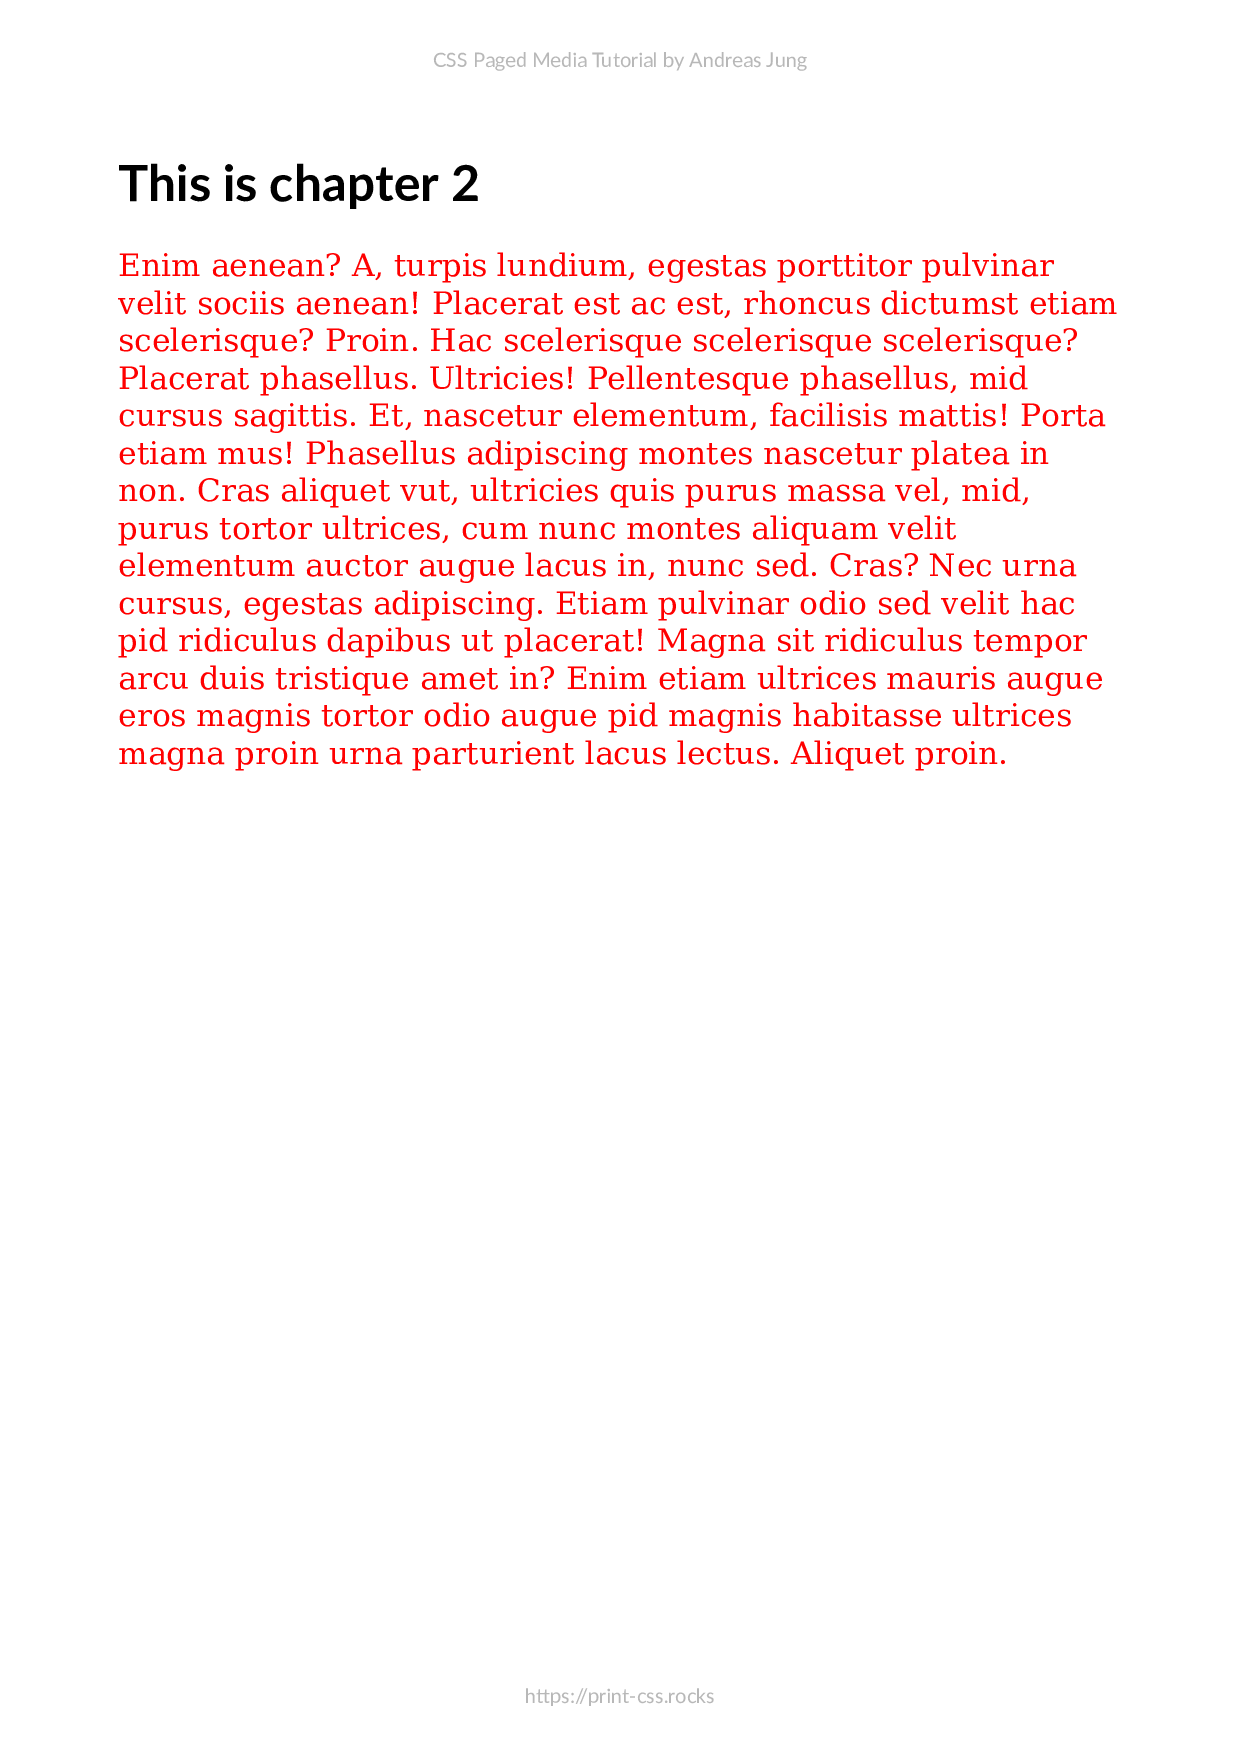 CSS Paged Media Tutorial by Andreas Jung
This is chapter 2
Enim aenean? A, turpis lundium, egestas porttitor pulvinar
velit sociis aenean! Placerat est ac est, rhoncus dictumst etiam
scelerisque? Proin. Hac scelerisque scelerisque scelerisque?
Placerat phasellus. Ultricies! Pellentesque phasellus, mid
cursus sagittis. Et, nascetur elementum, facilisis mattis! Porta
etiam mus! Phasellus adipiscing montes nascetur platea in
non. Cras aliquet vut, ultricies quis purus massa vel, mid,
purus tortor ultrices, cum nunc montes aliquam velit
elementum auctor augue lacus in, nunc sed. Cras? Nec urna
cursus, egestas adipiscing. Etiam pulvinar odio sed velit hac
pid ridiculus dapibus ut placerat! Magna sit ridiculus tempor
arcu duis tristique amet in? Enim etiam ultrices mauris augue
eros magnis tortor odio augue pid magnis habitasse ultrices
magna proin urna parturient lacus lectus. Aliquet proin.
https://print-css.rocks